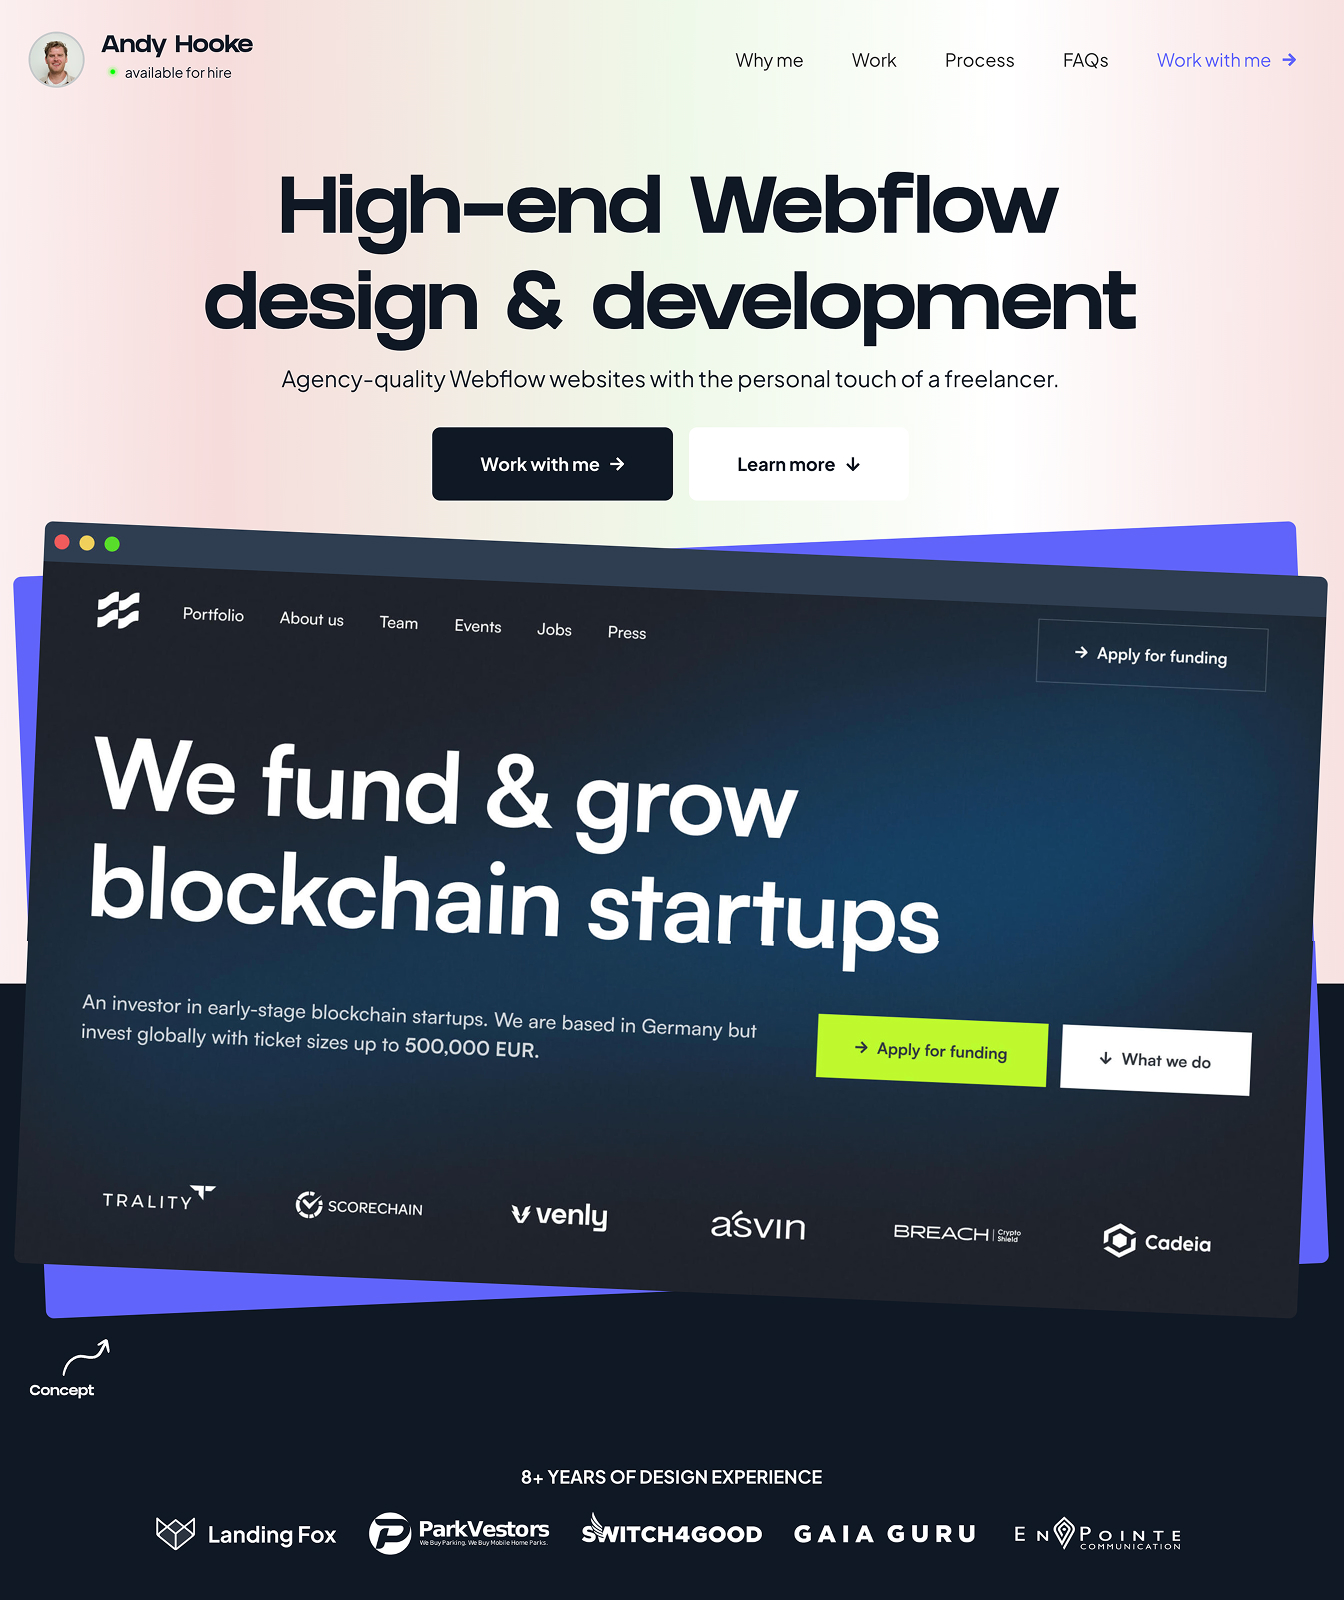 Andy Hooke
available for hire
Why me Work Process FAQs Work with me →
High-end Webflow
design & development
Agency-quality Webflow websites with the personal touch of a freelancer.
Work with me → Learn more ↓
Portfolio About us Team Events Jobs Press
→ Apply for funding
We fund & grow
blockchain startups
An investor in early-stage blockchain startups. We are based in Germany but
invest globally with ticket sizes up to 500,000 EUR.
→ Apply for funding ↓ What we do
TRALITY SCORECHAIN venly asvin BREACH | Crypto Shield Cadeia
Concept
8+ YEARS OF DESIGN EXPERIENCE
Landing Fox
ParkVestors
We Buy Parking. We Buy Mobile Home Parks.
SWITCH4GOOD
GAIA GURU
EN POINTE
COMMUNICATION